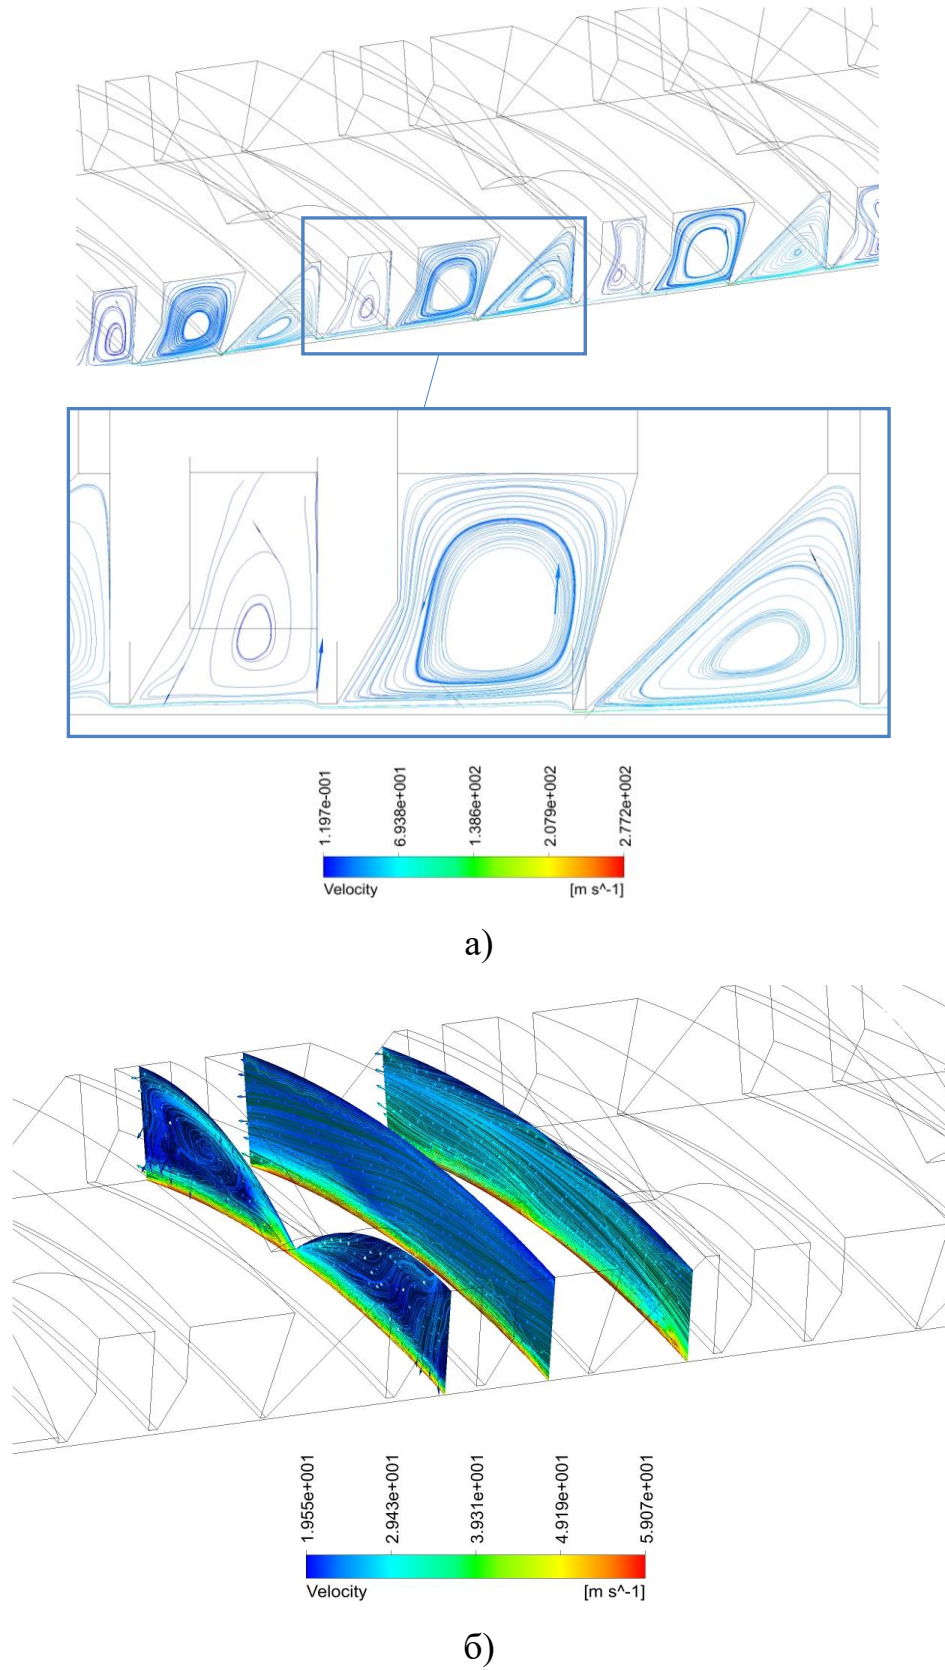 1.197e-001
6.938e+001
1.386e+002
2.079e+002
2.772e+002
Velocity
[m s^-1]
а)
1.955e+001
2.943e+001
3.931e+001
4.919e+001
5.907e+001
Velocity
[m s^-1]
б)